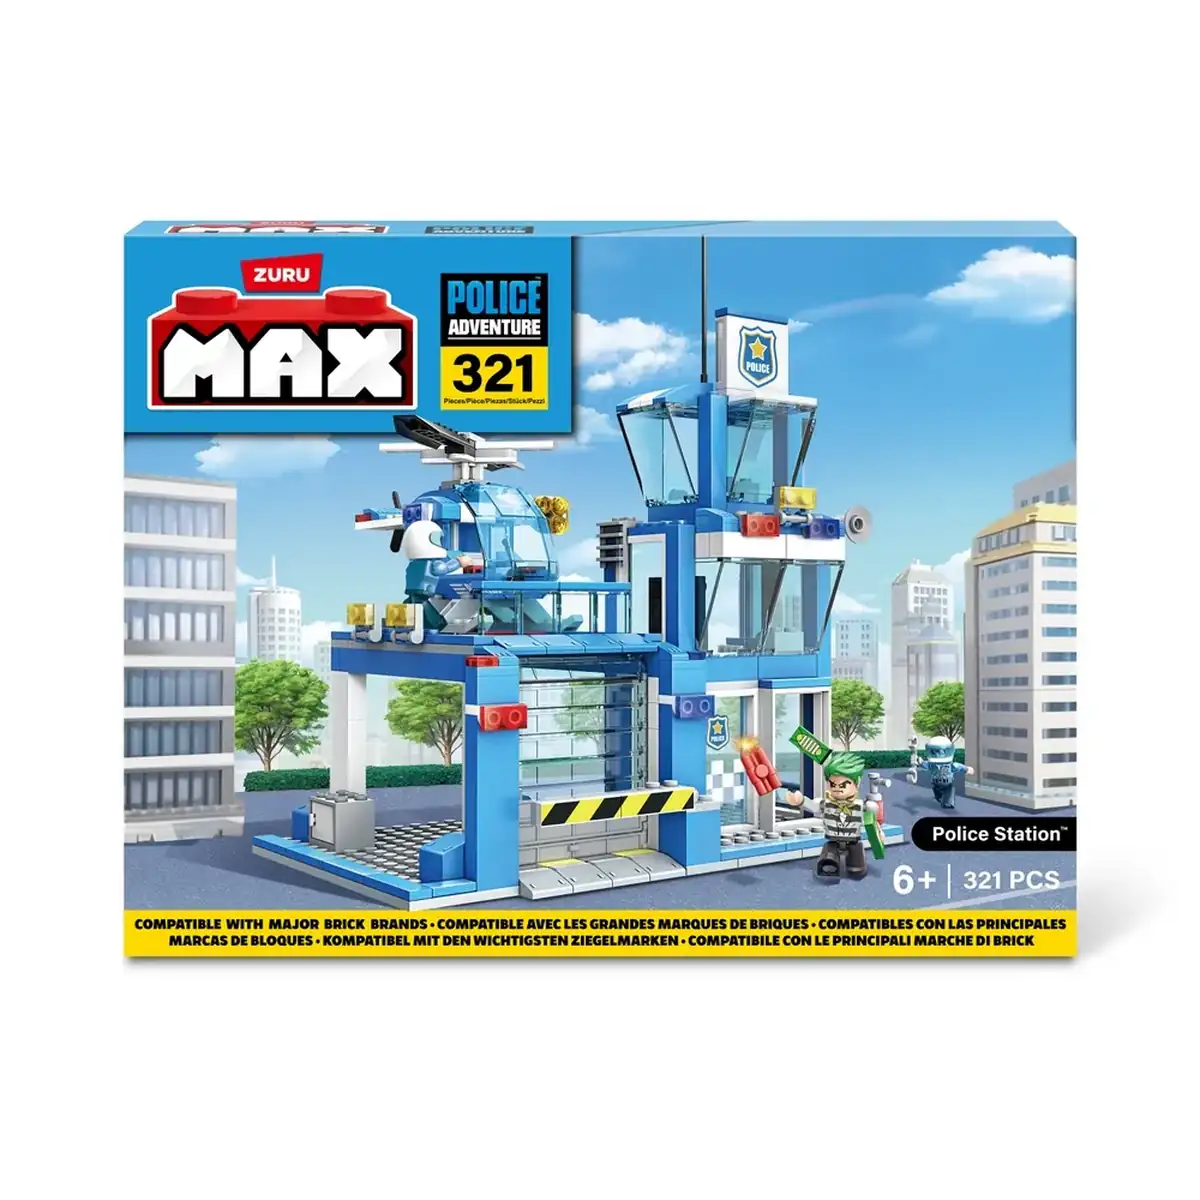 ZURU
MAX
POLICE™
ADVENTURE
321
Pieces/Pièce/Piezas/Stück/Pezzi
POLICE
POLICE
Police Station™
6+ | 321 PCS
COMPATIBLE WITH MAJOR BRICK BRANDS • COMPATIBLE AVEC LES GRANDES MARQUES DE BRIQUES • COMPATIBLES CON LAS PRINCIPALES
MARCAS DE BLOQUES • KOMPATIBEL MIT DEN WICHTIGSTEN ZIEGELMARKEN • COMPATIBILE CON LE PRINCIPALI MARCHE DI BRICK